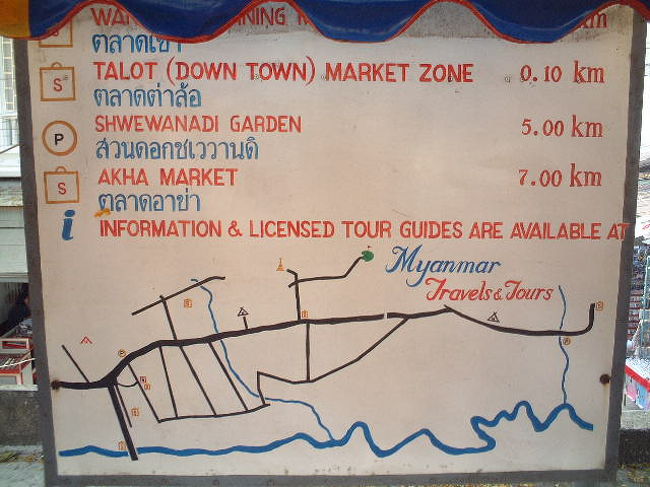 ตลาดเช้า
S TALOT (DOWN TOWN) MARKET ZONE 0.10 km
ตลาดต่าล้อ
P SHWEWANADI GARDEN 5.00 km
สวนดอกชเววานดิ
S AKHA MARKET 7.00 km
ตลาดอาข่า
i INFORMATION & LICENSED TOUR GUIDES ARE AVAILABLE AT
Myanmar
Travels & Tours
P